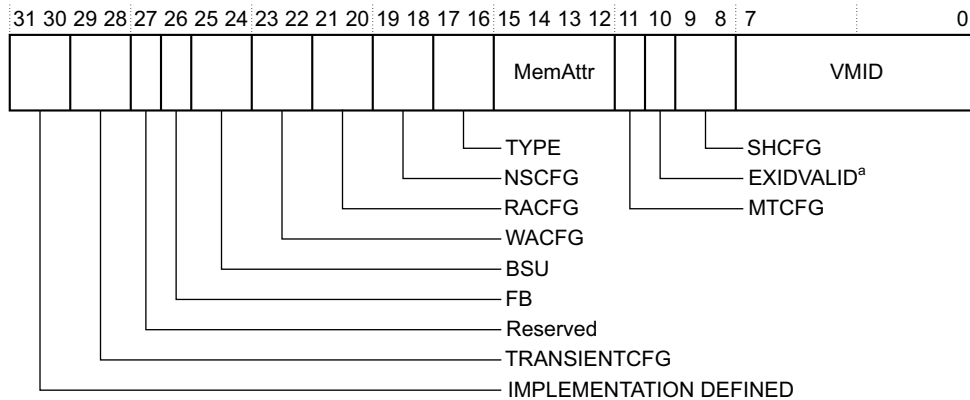 31 30 29 28 27 26 25 24 23 22 21 20 19 18 17 16 15 14 13 12 11 10 9 8 7 0
MemAttr VMID
TYPE SHCFG
NSCFG EXIDVALIDa
RACFG MTCFG
WACFG
BSU
FB
Reserved
TRANSIENTCFG
IMPLEMENTATION DEFINED